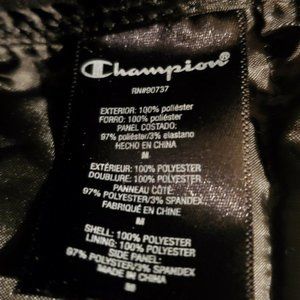 Champion®
RN#90737
EXTERIOR: 100% poliéster
FORRO: 100% poliéster
PANEL COSTADO:
97% poliéster/3% elastano
HECHO EN CHINA
M
EXTÉRIEUR: 100% POLYESTER
DOUBLURE: 100% POLYESTER
PANNEAU CÔTÉ:
97% POLYESTER/3% SPANDEX
FABRIQUÉ EN CHINE
M
SHELL: 100% POLYESTER
LINING: 100% POLYESTER
SIDE PANEL:
97% POLYESTER/3% SPANDEX
MADE IN CHINA
M